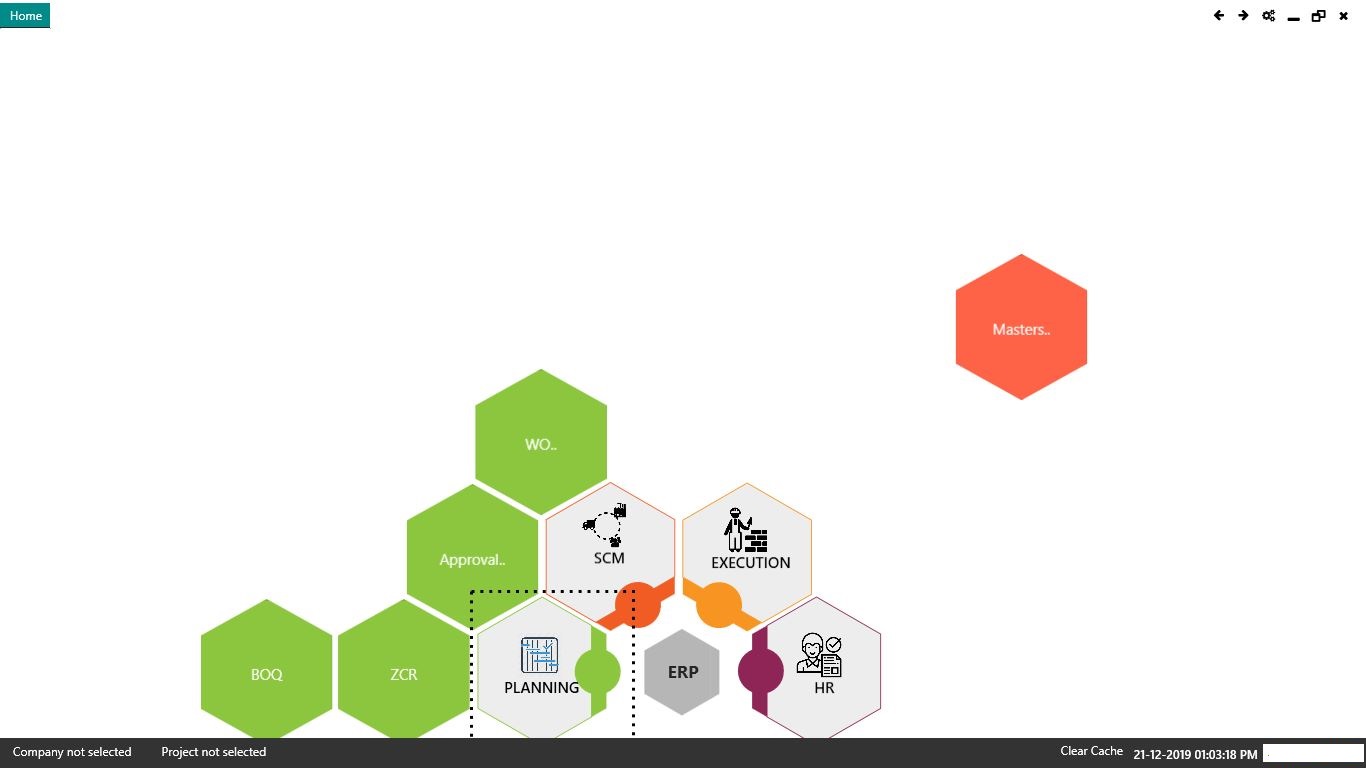 Home
Masters..
WO..
Approval..
SCM
EXECUTION
BOQ
ZCR
PLANNING
ERP
HR
Company not selected
Project not selected
Clear Cache
21-12-2019 01:03:18 PM